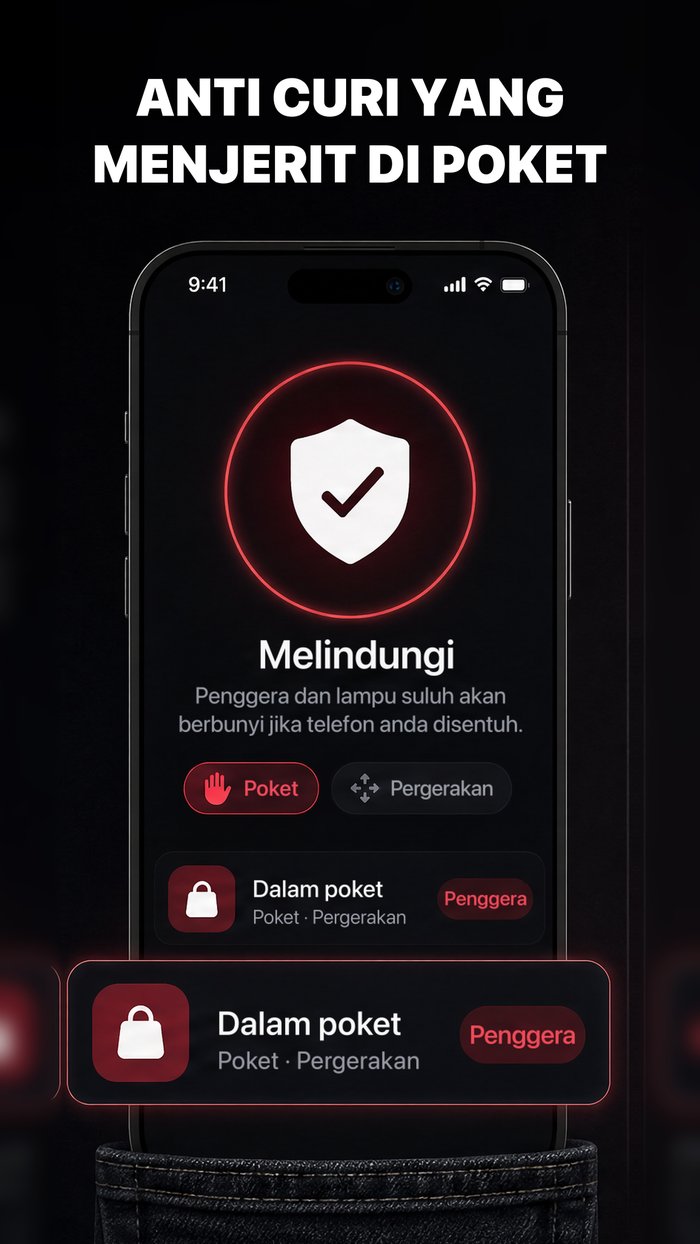 ANTI CURI YANG
MENJERIT DI POKET
9:41
Melindungi
Penggera dan lampu suluh akan
berbunyi jika telefon anda disentuh.
Poket
Pergerakan
Dalam poket
Poket · Pergerakan
Penggera
Dalam poket
Poket · Pergerakan
Penggera